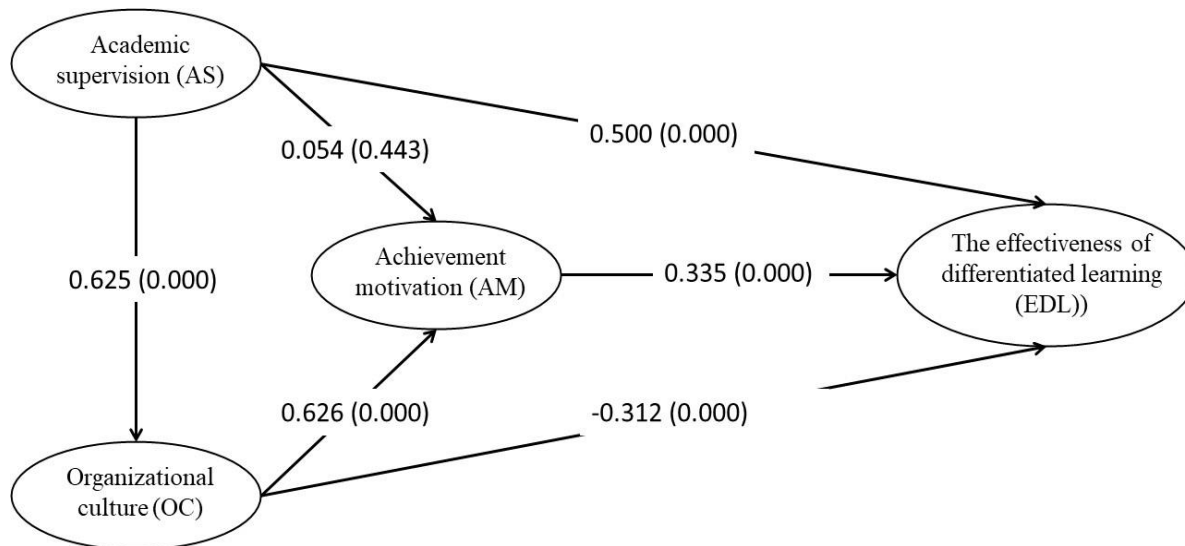 Academic
supervision (AS)
0.500 (0.000)
0.054 (0.443)
The effectiveness of
differentiated learning
(EDL))
Achievement
motivation (AM)
0.335 (0.000)
0.625 (0.000)
0.626 (0.000)
-0.312 (0.000)
Organizational
culture (OC)